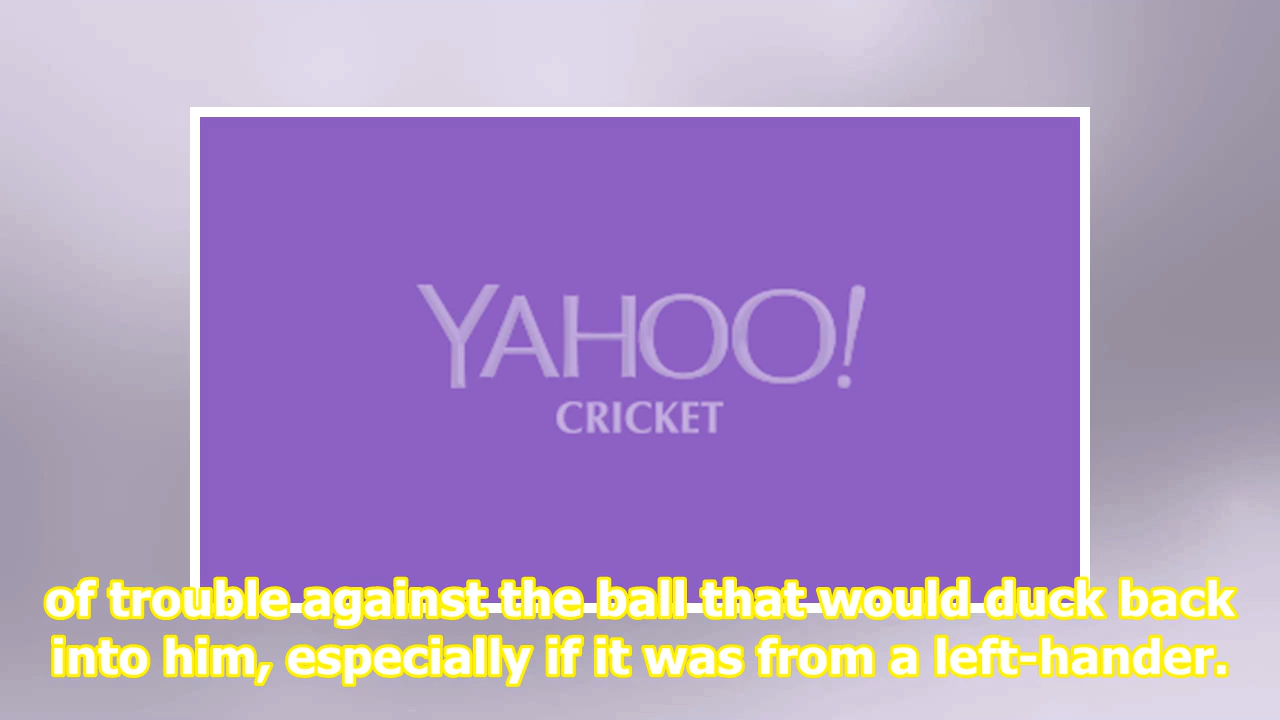 YAHOO!
CRICKET
of trouble against the ball that would duck back
into him, especially if it was from a left-hander.